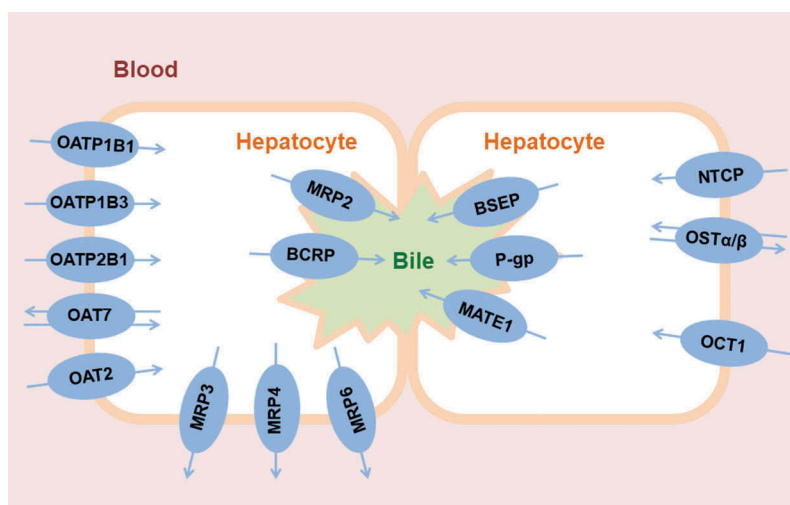 Blood
Hepatocyte
Hepatocyte
OATP1B1
OATP1B3
OATP2B1
OAT7
OAT2
MRP2
BCRP
Bile
BSEP
P-gp
MATE1
NTCP
OSTα/β
OCT1
MRP3
MRP4
MRP6